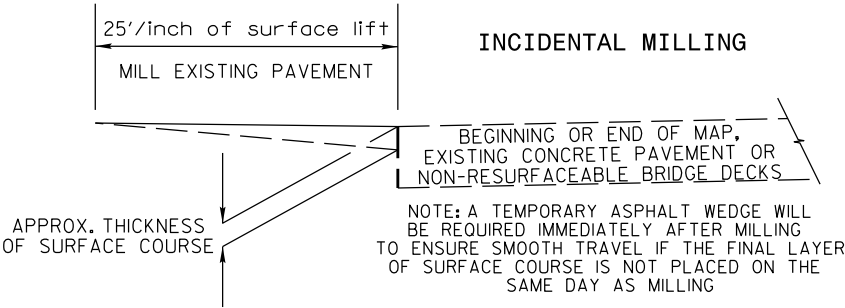 25'/inch of surface lift
INCIDENTAL MILLING
MILL EXISTING PAVEMENT
BEGINNING OR END OF MAP,
EXISTING CONCRETE PAVEMENT OR
NON-RESURFACEABLE BRIDGE DECKS
APPROX. THICKNESS
OF SURFACE COURSE
NOTE: A TEMPORARY ASPHALT WEDGE WILL
BE REQUIRED IMMEDIATELY AFTER MILLING
TO ENSURE SMOOTH TRAVEL IF THE FINAL LAYER
OF SURFACE COURSE IS NOT PLACED ON THE
SAME DAY AS MILLING